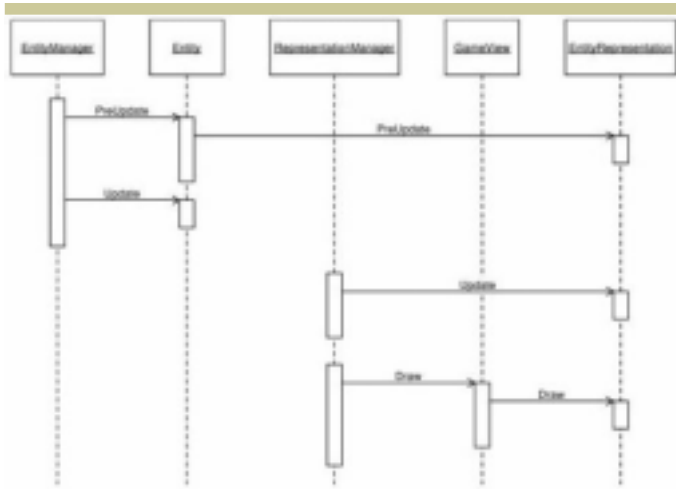 EntityManager
Entity
RepresentationManager
GameView
EntityRepresentation
PreUpdate
PreUpdate
Update
Update
Draw
Draw